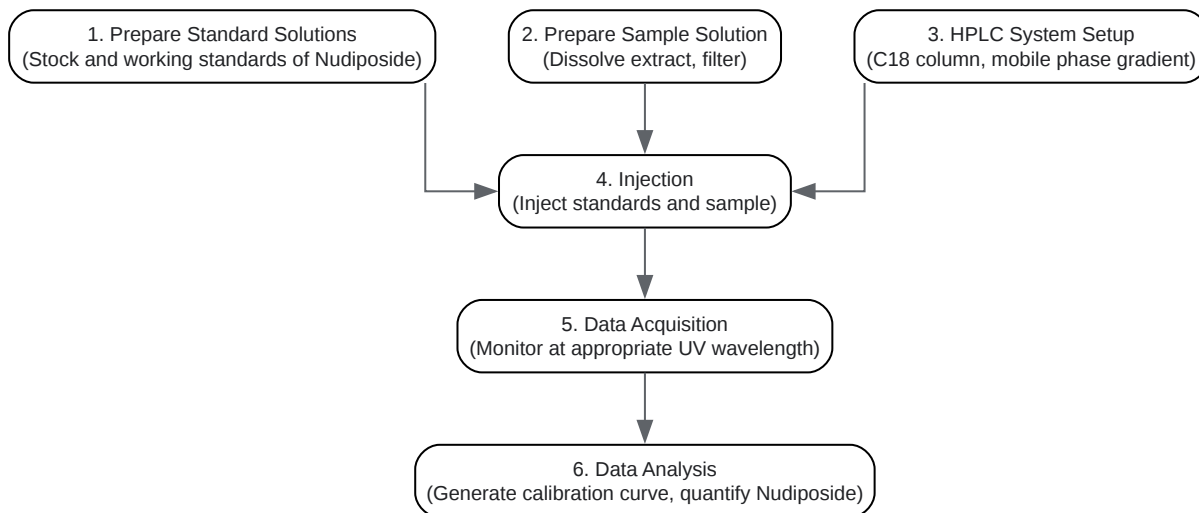 1. Prepare Standard Solutions
(Stock and working standards of Nudiposide)
2. Prepare Sample Solution
(Dissolve extract, filter)
3. HPLC System Setup
(C18 column, mobile phase gradient)
4. Injection
(Inject standards and sample)
5. Data Acquisition
(Monitor at appropriate UV wavelength)
6. Data Analysis
(Generate calibration curve, quantify Nudiposide)